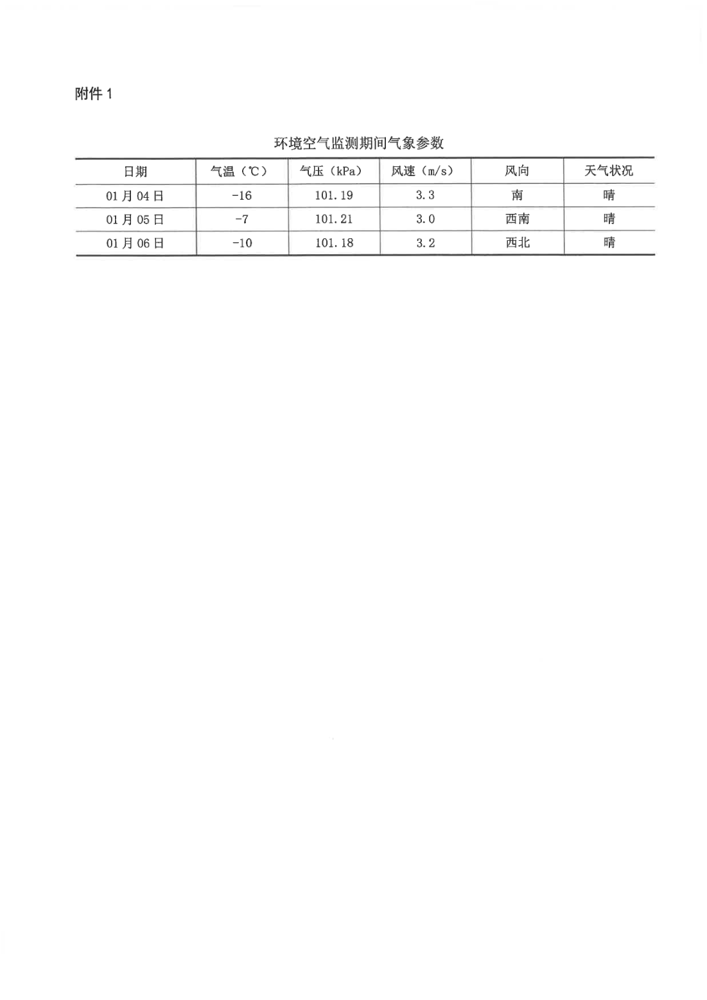 附件 1
环境空气监测期间气象参数
日期 气温（℃） 气压（kPa） 风速（m/s） 风向 天气状况
01 月 04 日 -16 101.19 3.3 南 晴
01 月 05 日 -7 101.21 3.0 西南 晴
01 月 06 日 -10 101.18 3.2 西北 晴